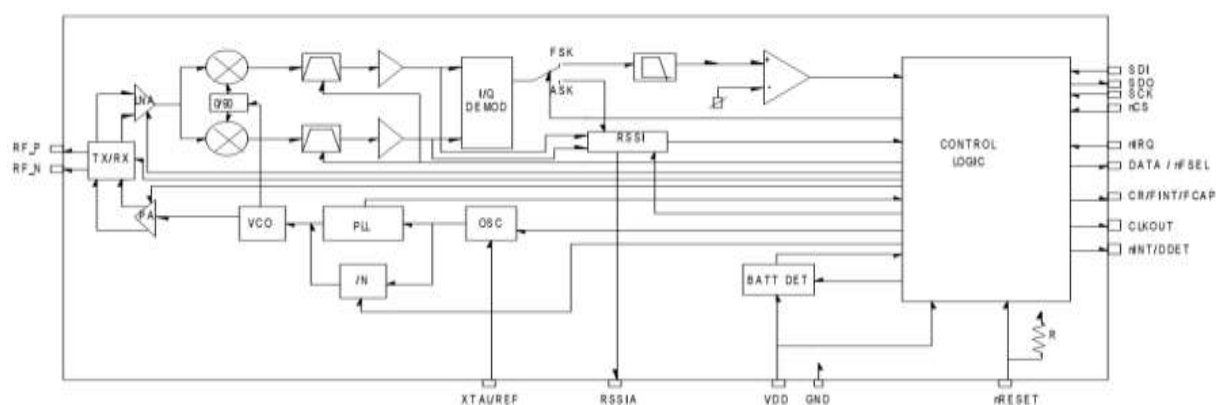 FSK
ASK
LNA
0/90
I/Q
DEMOD
RSSI
CONTROL
LOGIC
SDI
SDO
SCK
nCS
nIRQ
DATA / nFSEL
CR/FINT/FCAP
CLKOUT
nINT/DDET
RF_P
RF_N
TX/RX
PA
VCO
PLL
OSC
/N
BATT DET
R
+
-
XTAL/REF
RSSIA
VDD
GND
nRESET